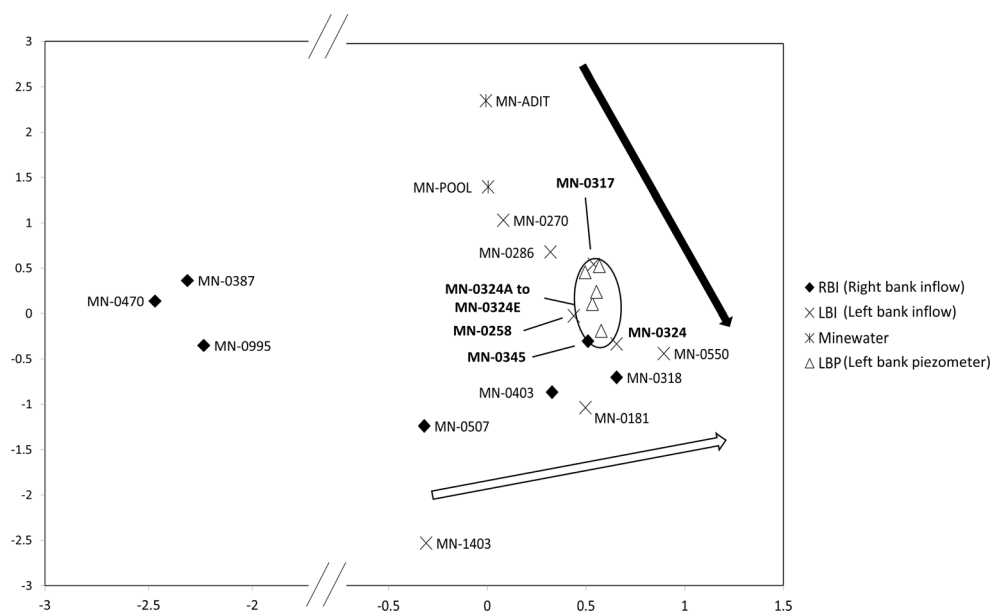 3
2.5
2
1.5
1
0.5
0
-0.5
-1
-1.5
-2
-2.5
-3
MN-ADIT
MN-POOL
MN-0317
MN-0270
MN-0286
MN-0387
MN-0470
MN-0324A to
MN-0324E
MN-0258
MN-0324
MN-0995
MN-0345
MN-0550
MN-0318
MN-0403
MN-0181
MN-0507
MN-1403
-3 -2.5 -2 -0.5 0 0.5 1 1.5
RBI (Right bank inflow)
LBI (Left bank inflow)
Minewater
LBP (Left bank piezometer)